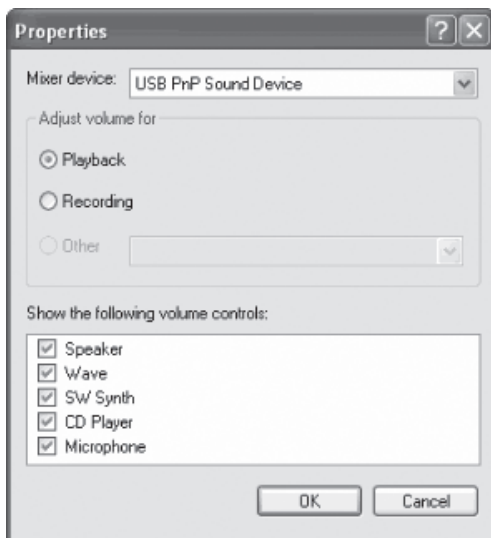 Properties
Mixer device: USB PnP Sound Device
Adjust volume for
Playback
Recording
Other
Show the following volume controls:
Speaker
Wave
SW Synth
CD Player
Microphone
OK Cancel